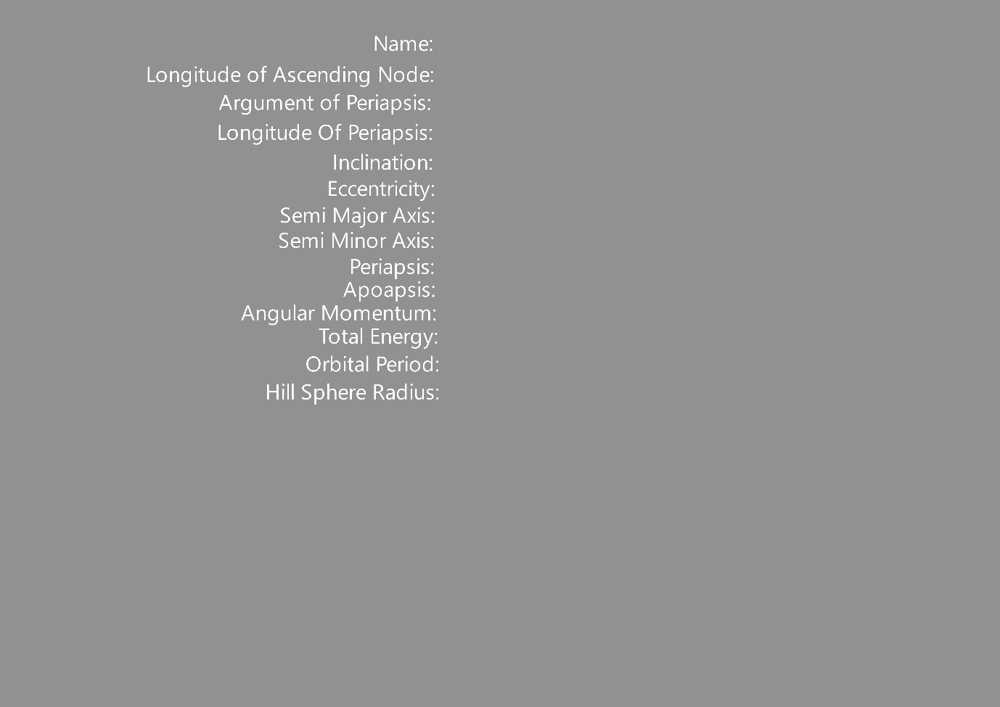 Name:
Longitude of Ascending Node:
Argument of Periapsis:
Longitude Of Periapsis:
Inclination:
Eccentricity:
Semi Major Axis:
Semi Minor Axis:
Periapsis:
Apoapsis:
Angular Momentum:
Total Energy:
Orbital Period:
Hill Sphere Radius: